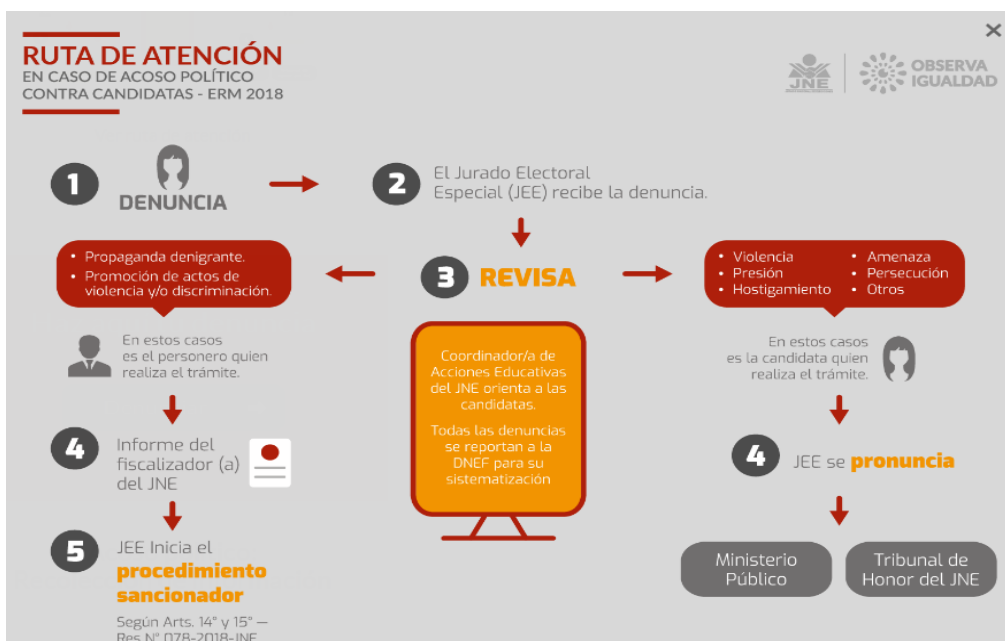 RUTA DE ATENCIÓN
EN CASO DE ACOSO POLÍTICO
CONTRA CANDIDATAS - ERM 2018
JNE
OBSERVA
IGUALDAD
1
DENUNCIA
2
El Jurado Electoral
Especial (JEE) recibe la denuncia.
3 REVISA
• Propaganda denigrante.
• Promoción de actos de
violencia y/o discriminación.
En estos casos
es el personero quien
realiza el trámite.
4
Informe del
fiscalizador (a)
del JNE
5
JEE Inicia el
procedimiento
sancionador
Según Arts. 14° y 15° —
Res N° 078-2018-JNE
Coordinador/a de
Acciones Educativas
del JNE orienta a las
candidatas.
Todas las denuncias
se reportan a la
DNEF para su
sistematización
• Violencia
• Presión
• Hostigamiento
• Amenaza
• Persecución
• Otros
En estos casos
es la candidata quien
realiza el trámite.
4
JEE se pronuncia
Ministerio
Público
Tribunal de
Honor del JNE